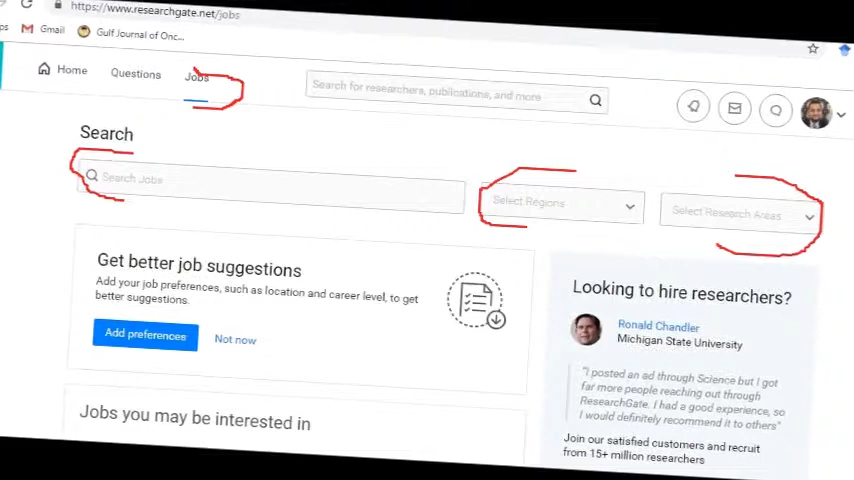 https://www.researchgate.net/jobs
Gmail
Gulf Journal of Onc...
Home
Questions
Jobs
Search for researchers, publications, and more
Search
Search Jobs
Select Regions
Select Research Areas
Get better job suggestions
Add your job preferences, such as location and career level, to get
better suggestions.
Add preferences
Not now
Looking to hire researchers?
Ronald Chandler
Michigan State University
"I posted an ad through Science but I got
far more people reaching out through
ResearchGate. I had a good experience, so
I would definitely recommend it to others"
Join our satisfied customers and recruit
from 15+ million researchers
Jobs you may be interested in